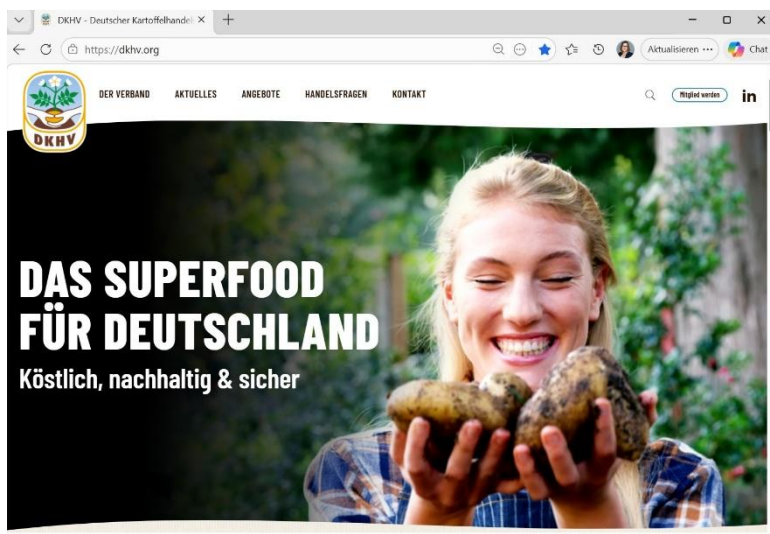 DKHV - Deutscher Kartoffelhandel
https://dkhv.org
Aktualisieren
Chat
DKHV
DER VERBAND
AKTUELLES
ANGEBOTE
HANDELSFRAGEN
KONTAKT
Mitglied werden
in
DAS SUPERFOOD
FÜR DEUTSCHLAND
Köstlich, nachhaltig & sicher